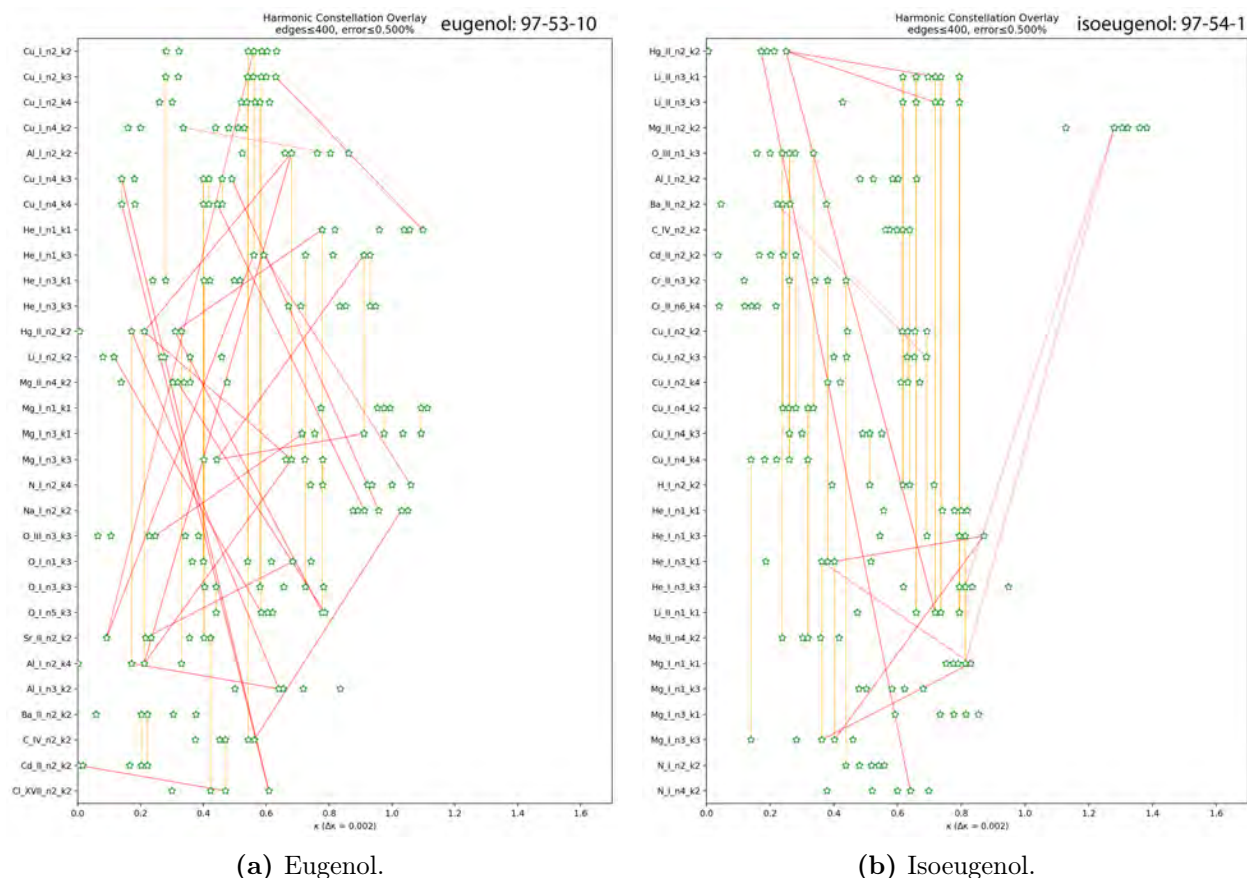 Harmonic Constellation Overlay
edges≤400, error≤0.500%
eugenol: 97-53-10
Cu_I_n2_k2
Cu_I_n2_k3
Cu_I_n2_k4
Cu_I_n4_k2
Al_I_n2_k2
Cu_I_n4_k3
Cu_I_n4_k4
He_I_n1_k1
He_I_n1_k3
He_I_n3_k1
He_I_n3_k3
Hg_II_n2_k2
Li_I_n2_k2
Mg_II_n4_k2
Mg_I_n1_k1
Mg_I_n3_k1
Mg_I_n3_k3
N_I_n2_k4
Na_I_n2_k2
O_III_n3_k3
O_I_n1_k3
O_I_n3_k3
O_I_n5_k3
Sr_II_n2_k2
Al_I_n2_k4
Al_I_n3_k2
Ba_II_n2_k2
C_IV_n2_k2
Cd_II_n2_k2
Cl_XVII_n2_k2
0.0 0.2 0.4 0.6 0.8 1.0 1.2 1.4 1.6
κ (Δκ = 0.002)
(a) Eugenol.
Harmonic Constellation Overlay
edges≤400, error≤0.500%
isoeugenol: 97-54-1
Hg_II_n2_k2
Li_II_n3_k1
Li_II_n3_k3
Mg_II_n2_k2
O_III_n1_k3
Al_I_n2_k2
Ba_II_n2_k2
C_IV_n2_k2
Cd_II_n2_k2
Cr_II_n3_k2
Cr_II_n6_k4
Cu_I_n2_k2
Cu_I_n2_k3
Cu_I_n2_k4
Cu_I_n4_k2
Cu_I_n4_k3
Cu_I_n4_k4
H_I_n2_k2
He_I_n1_k1
He_I_n1_k3
He_I_n3_k1
He_I_n3_k3
Li_II_n1_k1
Mg_II_n4_k2
Mg_I_n1_k1
Mg_I_n1_k3
Mg_I_n3_k1
Mg_I_n3_k3
N_I_n2_k2
N_I_n4_k2
0.0 0.2 0.4 0.6 0.8 1.0 1.2 1.4 1.6
κ (Δκ = 0.002)
(b) Isoeugenol.